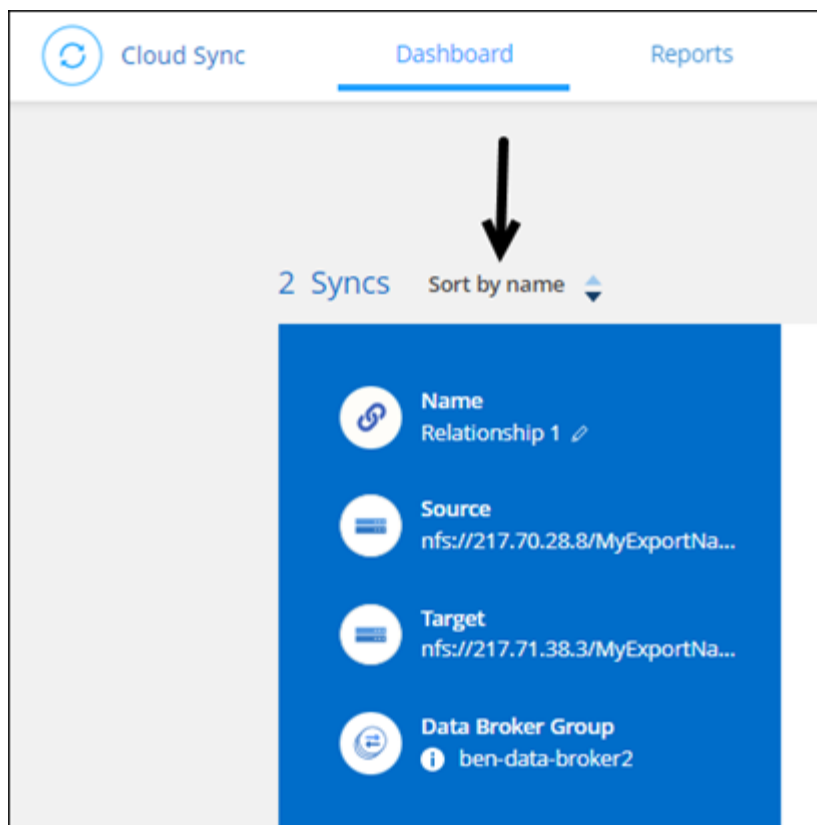 Cloud Sync Dashboard Reports
2 Syncs Sort by name
Name
Relationship 1
Source
nfs://217.70.28.8/MyExportNa...
Target
nfs://217.71.38.3/MyExportNa...
Data Broker Group
ben-data-broker2